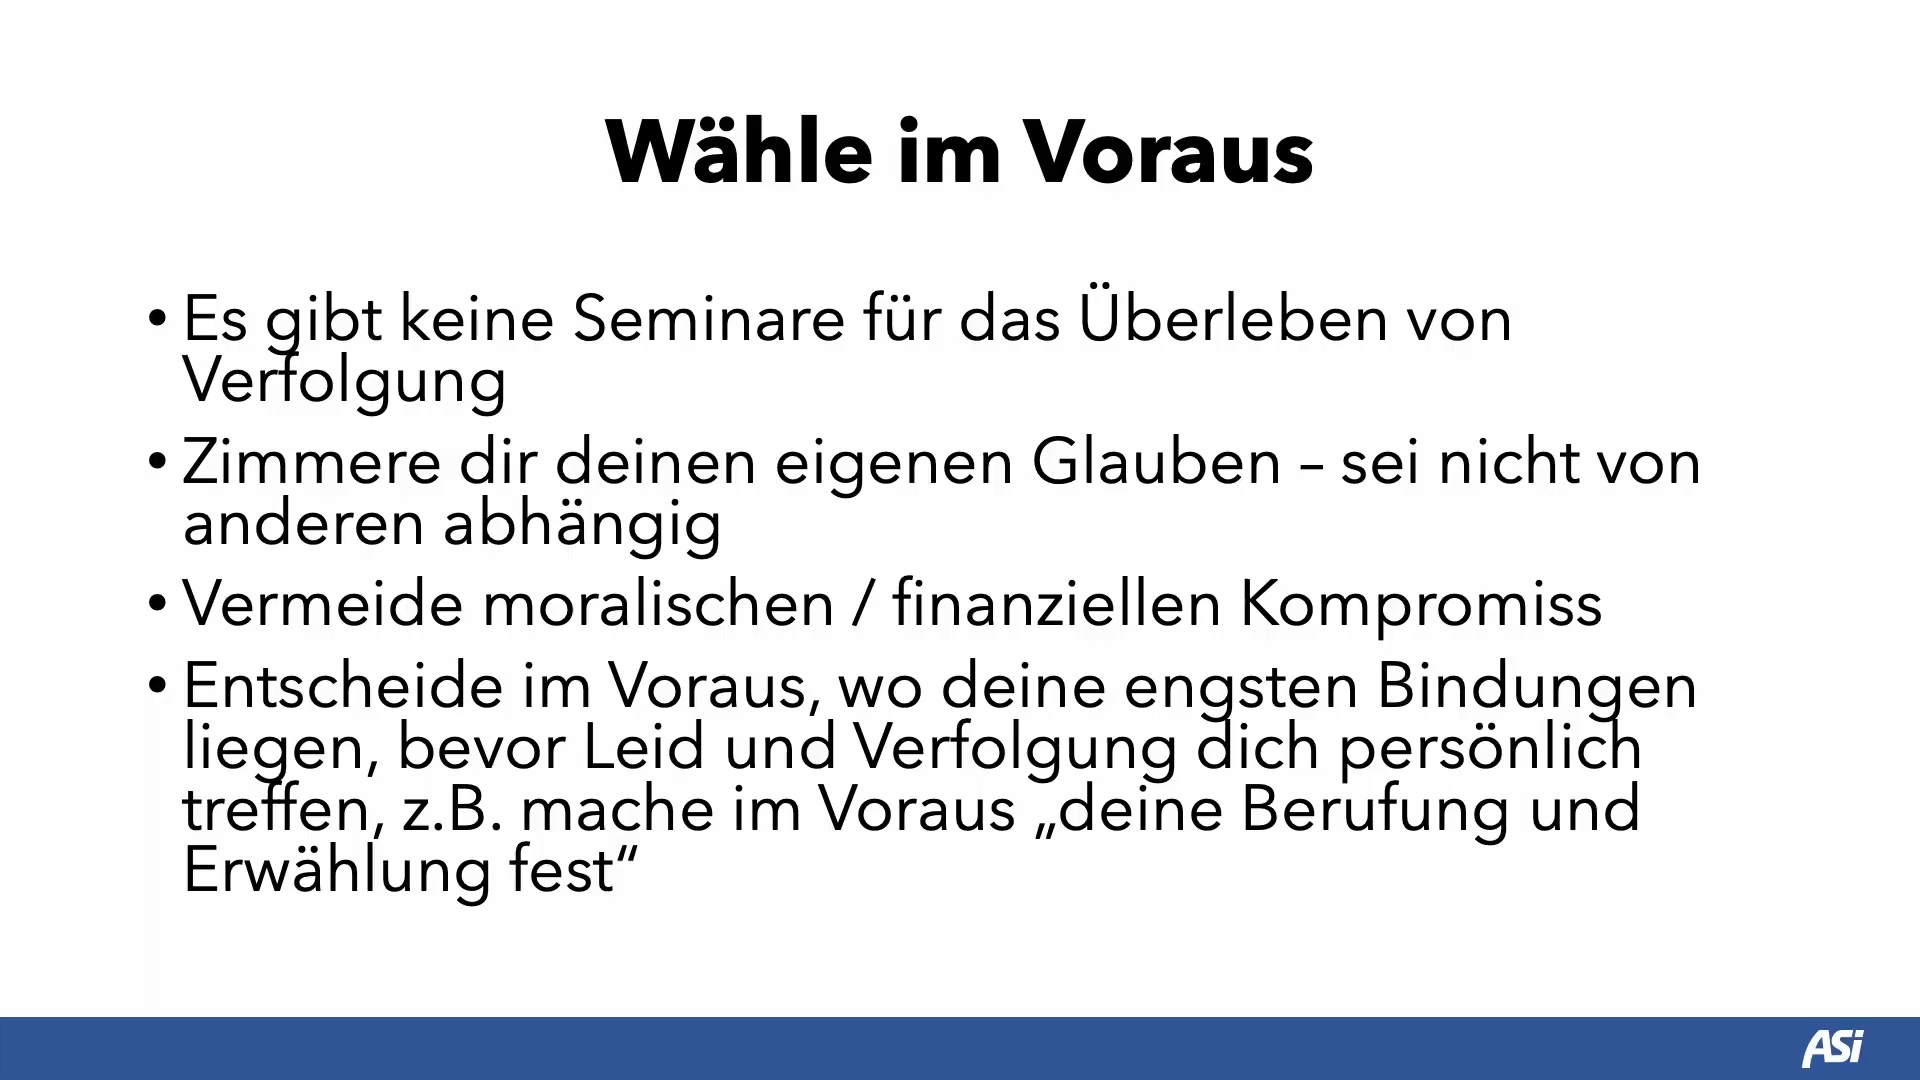 Wähle im Voraus
• Es gibt keine Seminare für das Überleben von
Verfolgung
• Zimmere dir deinen eigenen Glauben – sei nicht von
anderen abhängig
• Vermeide moralischen / finanziellen Kompromiss
• Entscheide im Voraus, wo deine engsten Bindungen
liegen, bevor Leid und Verfolgung dich persönlich
treffen, z.B. mache im Voraus „deine Berufung und
Erwählung fest“
ASi